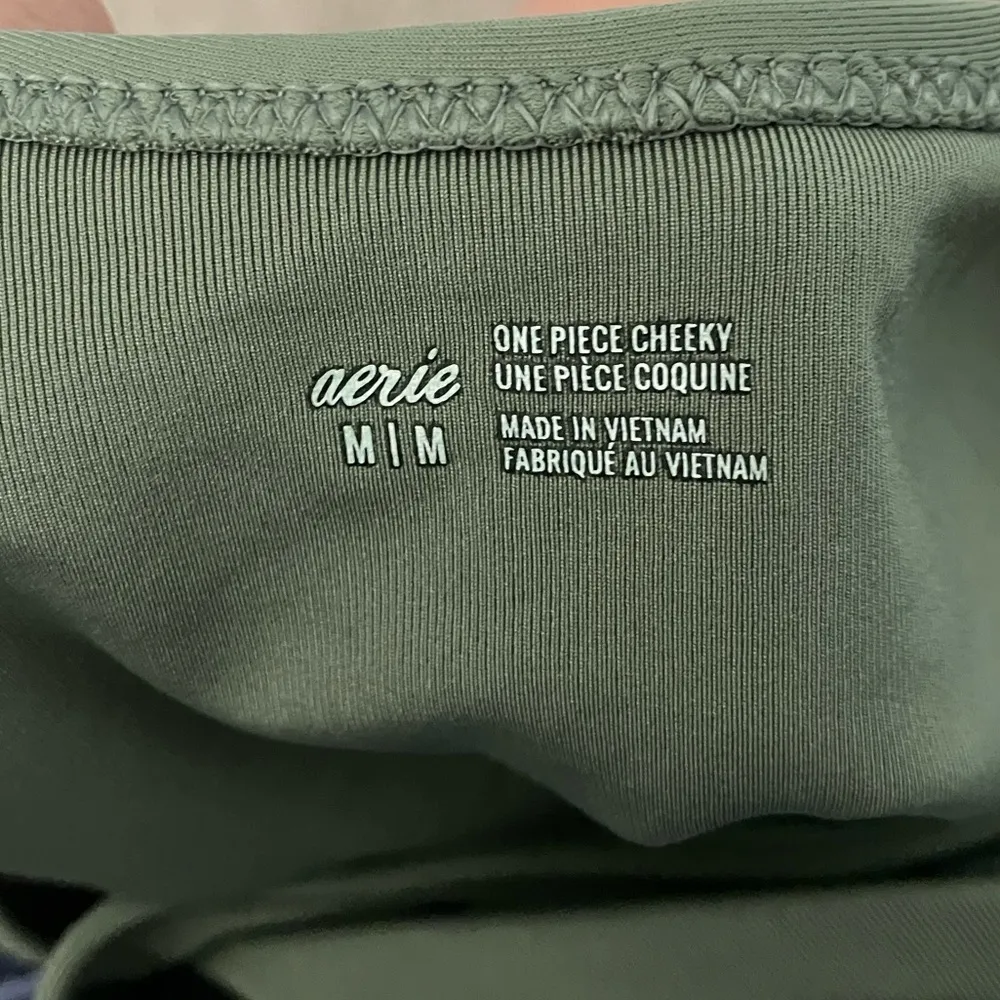 aerie
M | M
ONE PIECE CHEEKY
UNE PIÈCE COQUINE
MADE IN VIETNAM
FABRIQUÉ AU VIETNAM